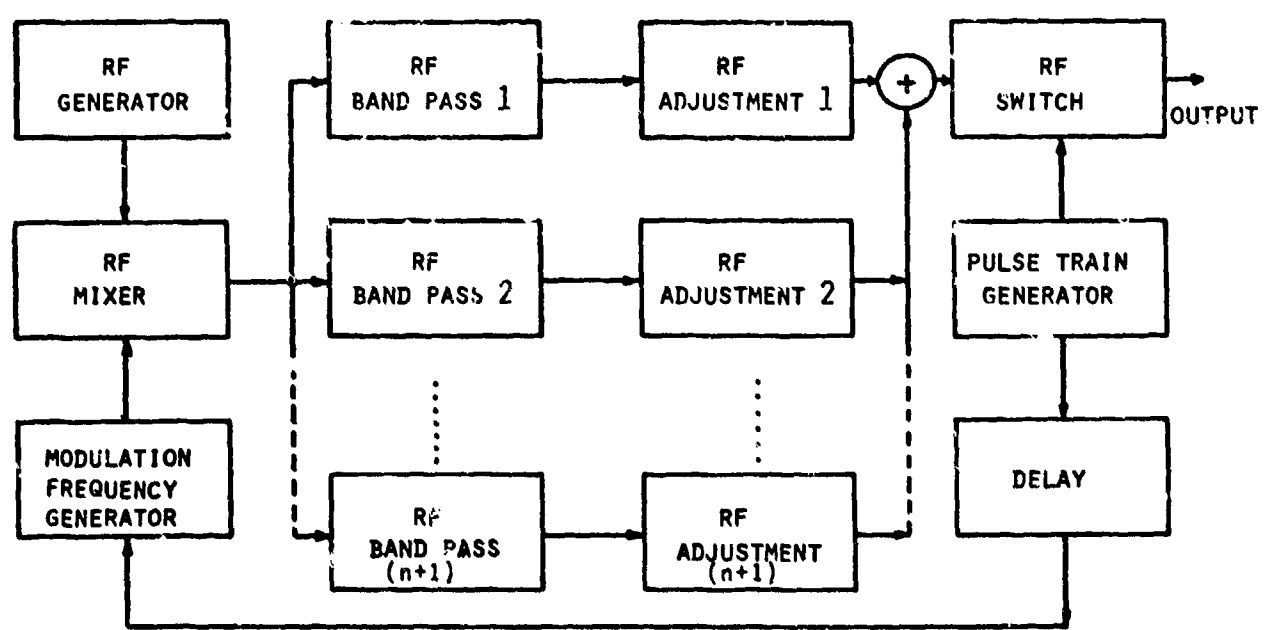 RF
GENERATOR
RF
BAND PASS 1
RF
ADJUSTMENT 1
+
RF
SWITCH
OUTPUT
RF
MIXER
RF
BAND PASS 2
RF
ADJUSTMENT 2
PULSE TRAIN
GENERATOR
MODULATION
FREQUENCY
GENERATOR
RF
BAND PASS
(n+1)
RF
ADJUSTMENT
(n+1)
DELAY